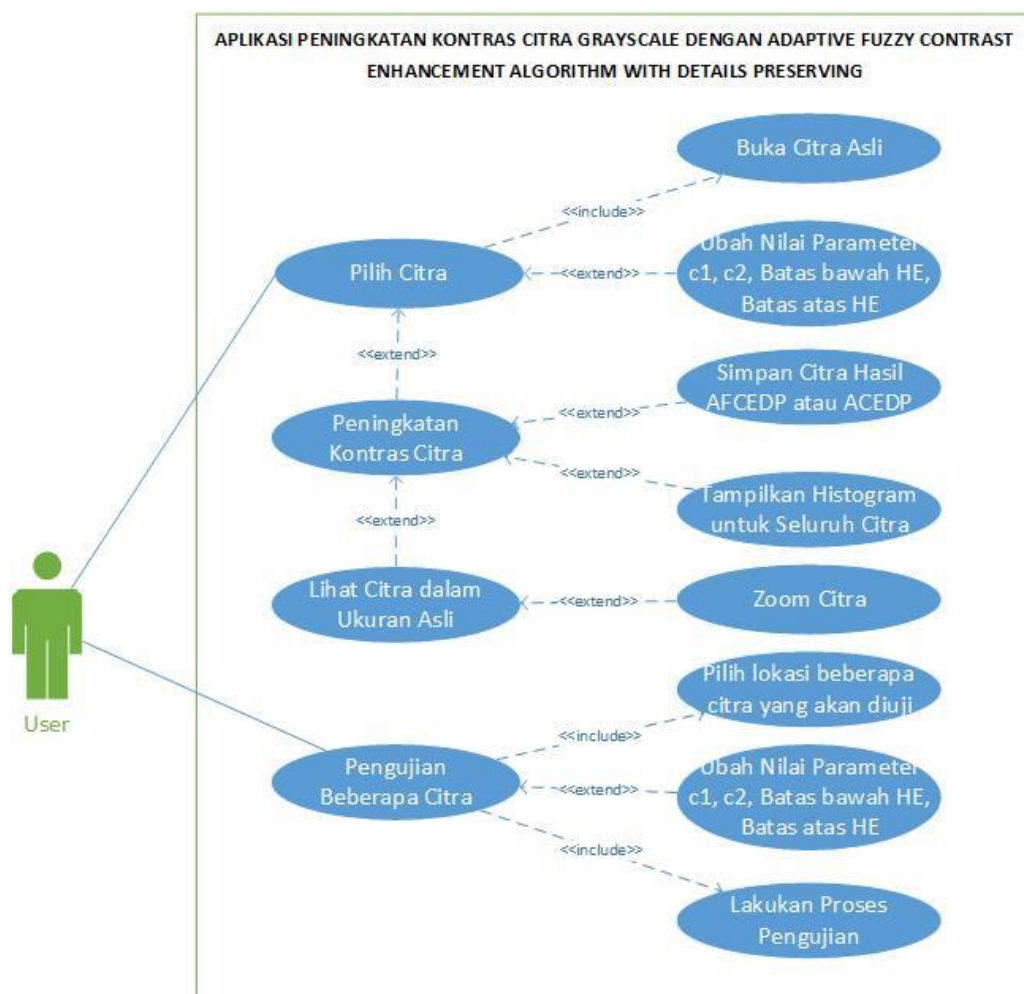 APLIKASI PENINGKATAN KONTRAS CITRA GRAYSCALE DENGAN ADAPTIVE FUZZY CONTRAST
ENHANCEMENT ALGORITHM WITH DETAILS PRESERVING
Buka Citra Asli
<<include>>
Pilih Citra
<<extend>>
Ubah Nilai Parameter
c1, c2, Batas bawah HE,
Batas atas HE
<<extend>>
Simpan Citra Hasil
AFCEDP atau ACEDP
<<extend>>
Peningkatan
Kontras Citra
<<extend>>
Tampilkan Histogram
untuk Seluruh Citra
<<extend>>
Lihat Citra dalam
Ukuran Asli
<<extend>>
Zoom Citra
User
Pilih lokasi beberapa
citra yang akan diuji
<<include>>
Pengujian
Beberapa Citra
<<extend>>
Ubah Nilai Parameter
c1, c2, Batas bawah HE,
Batas atas HE
<<include>>
Lakukan Proses
Pengujian